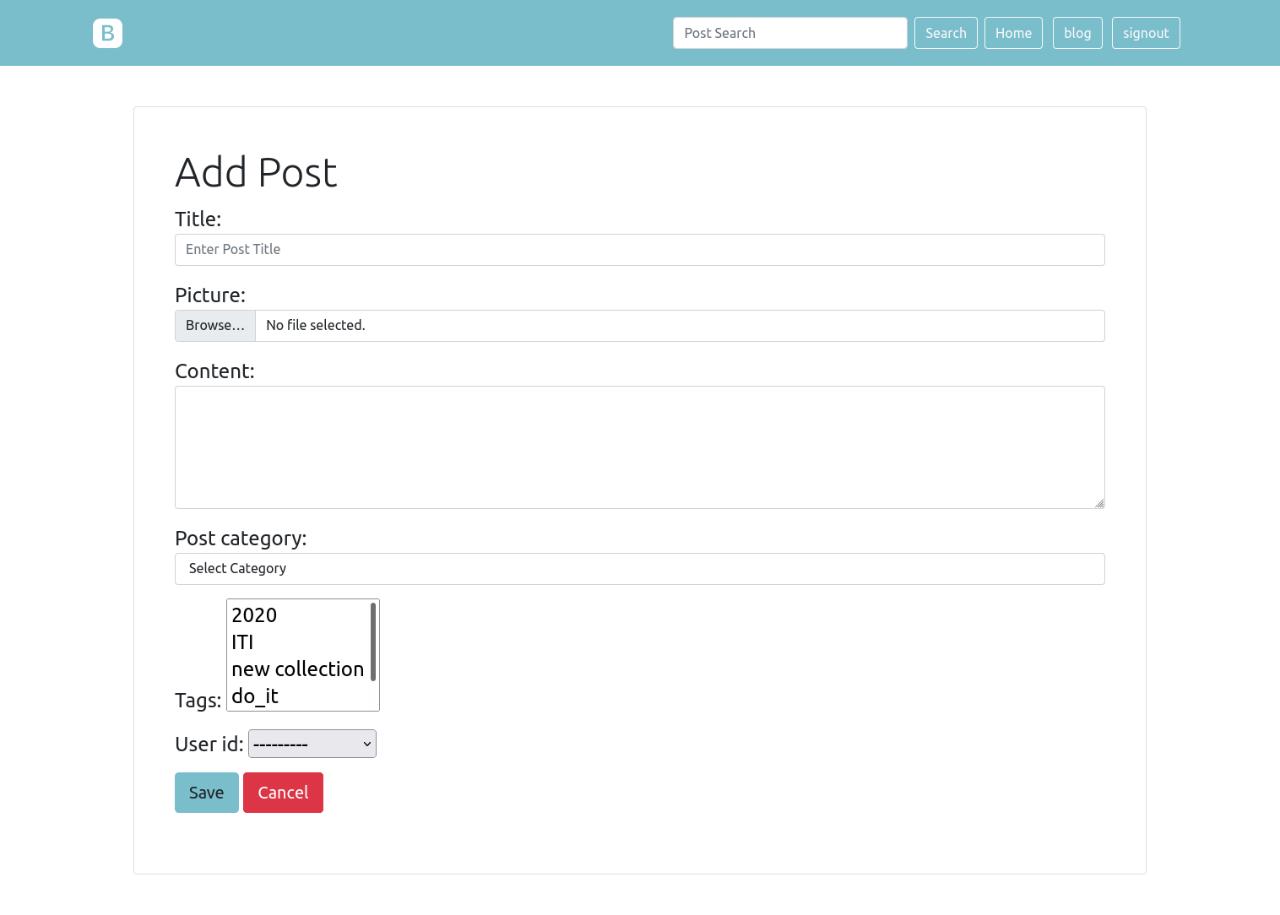 B
Post Search
Search
Home
blog
signout
Add Post
Title:
Enter Post Title
Picture:
Browse...
No file selected.
Content:
Post category:
Select Category
Tags:
2020
ITI
new collection
do_it
User id:
---------
Save
Cancel